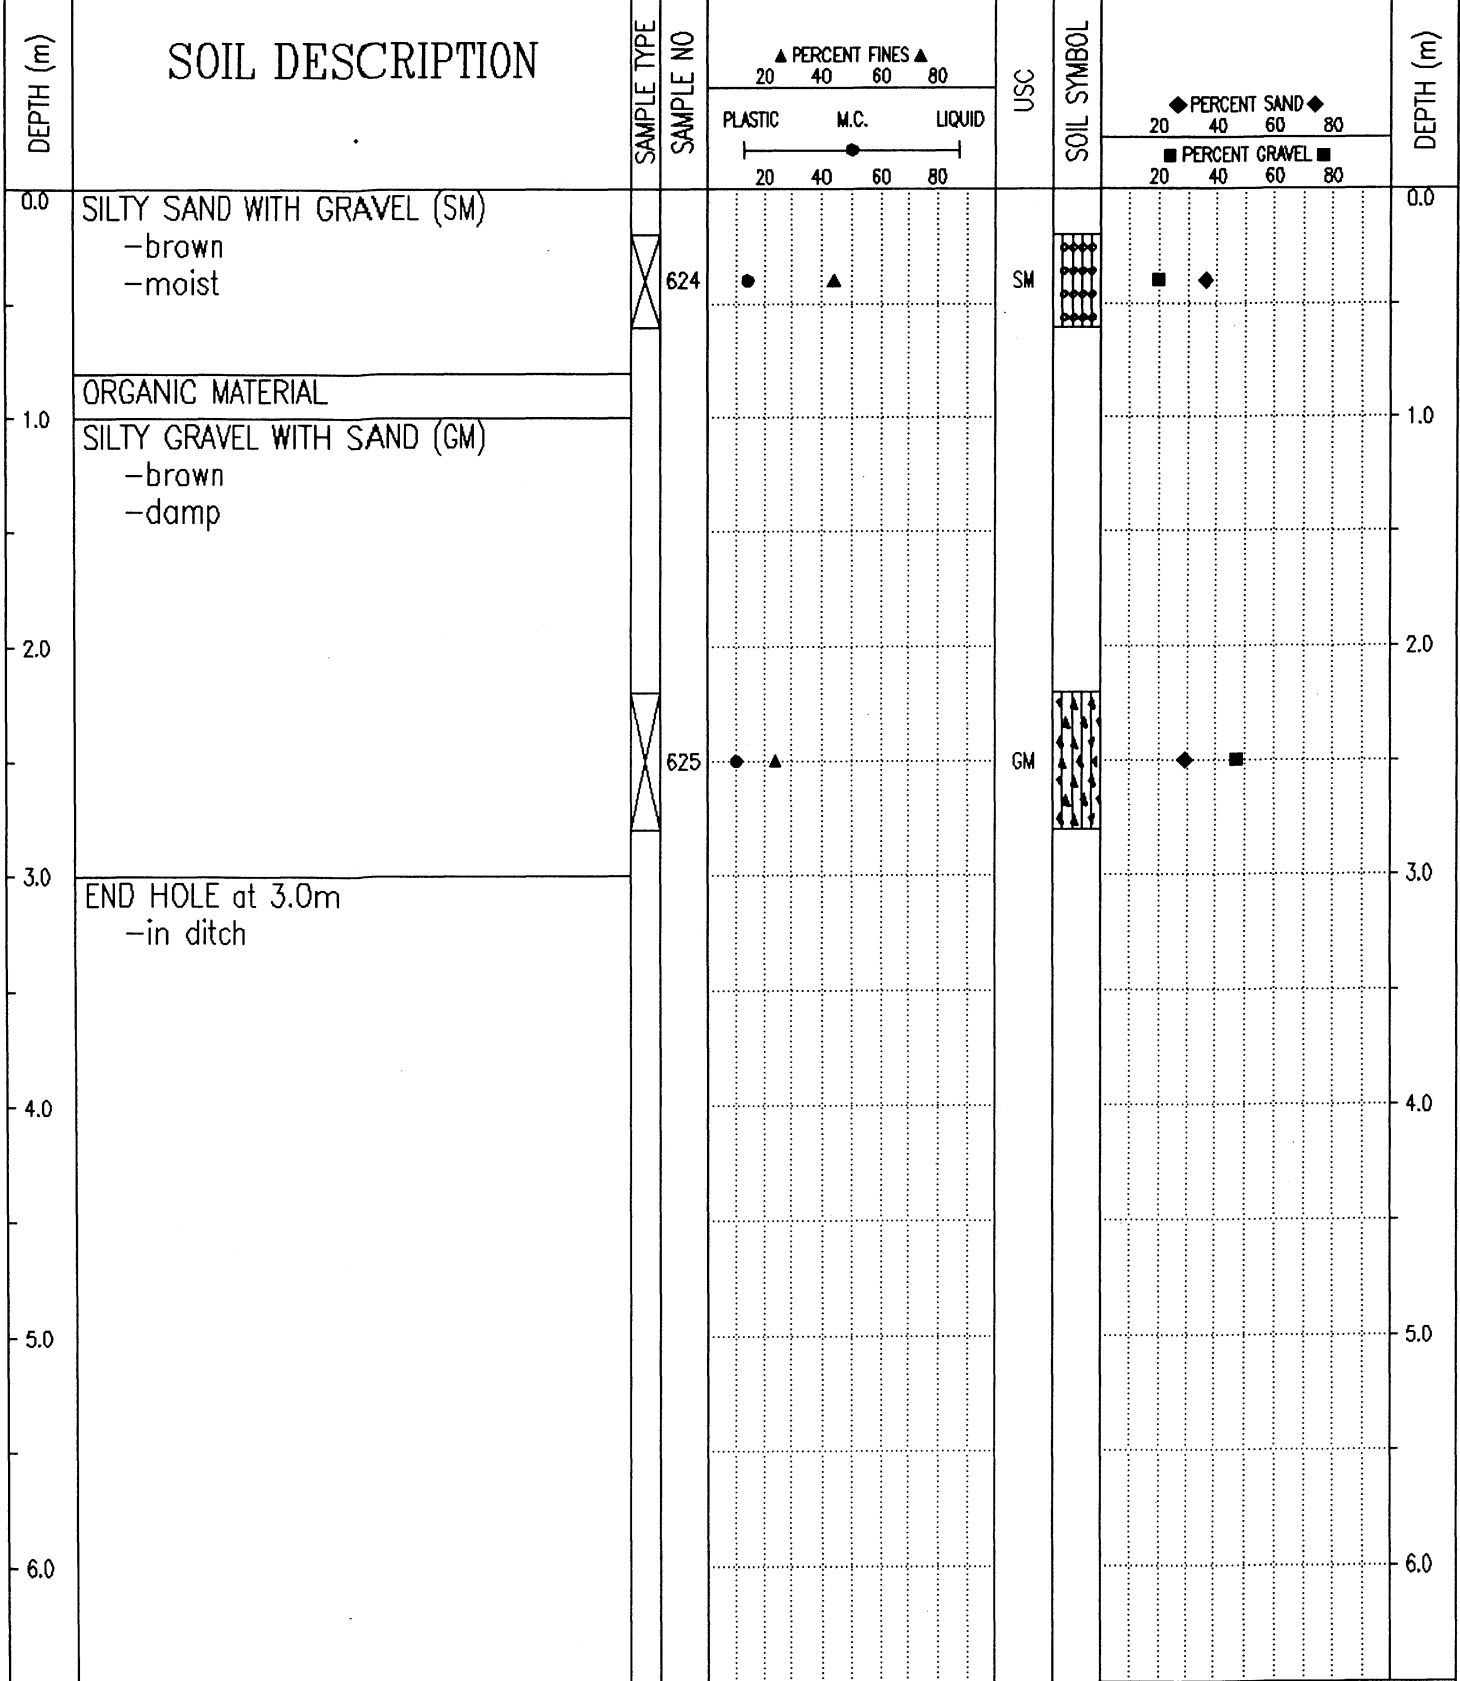 DEPTH (m)
SOIL DESCRIPTION
SAMPLE TYPE
SAMPLE NO
▲ PERCENT FINES ▲
20 40 60 80
PLASTIC M.C. LIQUID
20 40 60 80
USC
SOIL SYMBOL
◆ PERCENT SAND ◆
20 40 60 80
■ PERCENT GRAVEL ■
20 40 60 80
DEPTH (m)
0.0 SILTY SAND WITH GRAVEL (SM) 0.0
-brown
-moist 624 SM
ORGANIC MATERIAL
1.0 1.0
SILTY GRAVEL WITH SAND (GM)
-brown
-damp
2.0 2.0
625 GM
3.0 3.0
END HOLE at 3.0m
-in ditch
4.0 4.0
5.0 5.0
6.0 6.0